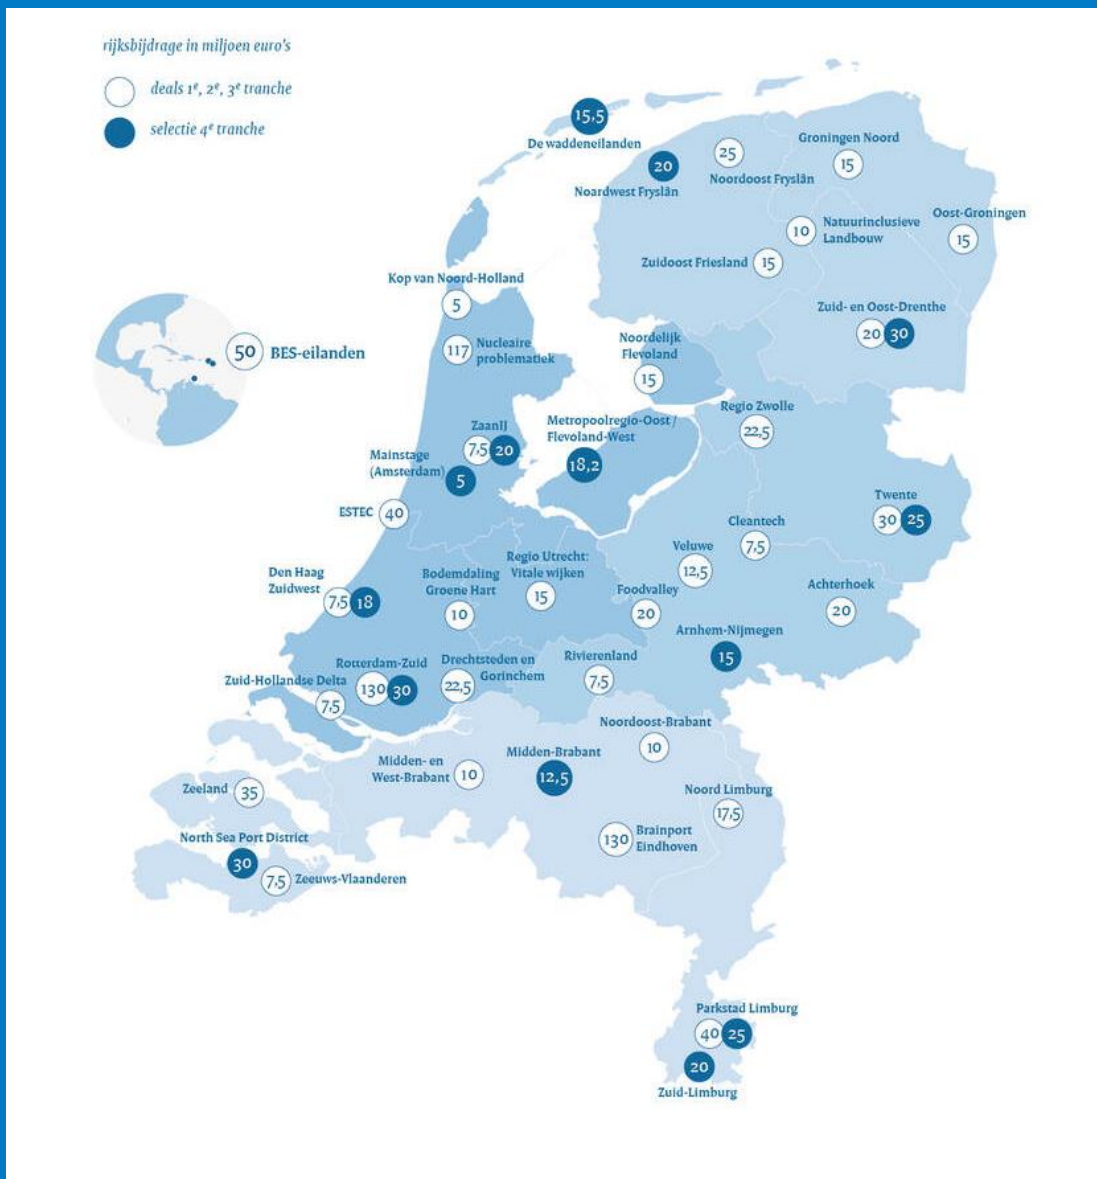 rijksbijdrage in miljoen euro's
deals 1e, 2e, 3e tranche
selectie 4e tranche
15,5
De waddeneilanden
20
Noardwest Fryslân
25
Noordoost Fryslân
Groningen Noord
15
10
Natuurinclusieve
Landbouw
Oost-Groningen
15
Zuidoost Friesland
15
Kop van Noord-Holland
5
Zuid- en Oost-Drenthe
20
30
117
Nucleaire
problematiek
50
BES-eilanden
Noordelijk
Flevoland
15
Regio Zwolle
22,5
ZaanIJ
7,5
20
Metropoolregio-Oost /
Flevoland-West
18,2
Mainstage
(Amsterdam)
5
ESTEC
40
Twente
30
25
Cleantech
7,5
Veluwe
12,5
Regio Utrecht:
Vitale wijken
15
Den Haag
Zuidwest
7,5
18
Bodemdaling
Groene Hart
10
Foodvalley
20
Achterhoek
20
Arnhem-Nijmegen
15
Rotterdam-Zuid
130
30
Drechtsteden en
Gorinchem
22,5
Rivierenland
7,5
Zuid-Hollandse Delta
7,5
Noordoost-Brabant
10
Midden- en
West-Brabant
10
Midden-Brabant
12,5
Zeeland
35
Noord Limburg
17,5
North Sea Port District
30
130
Brainport
Eindhoven
7,5
Zeeuws-Vlaanderen
Parkstad Limburg
40
25
20
Zuid-Limburg